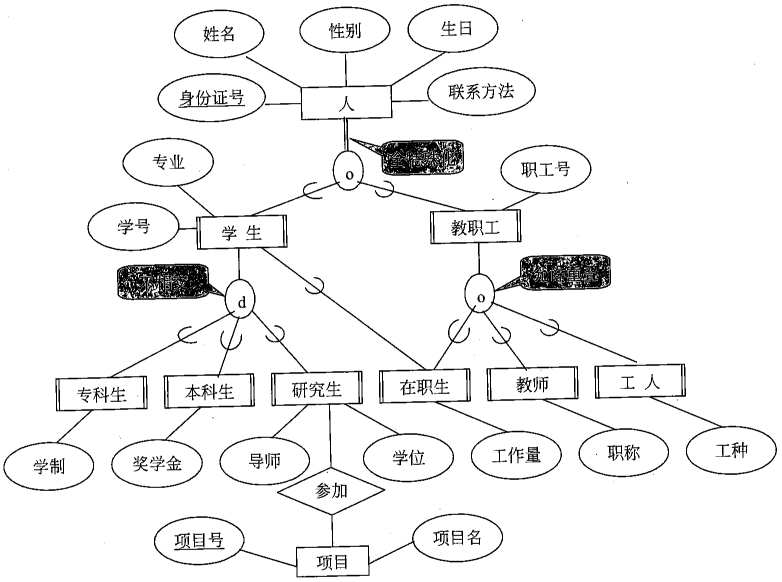 姓名
性别
生日
身份证号
人
联系方法
专业
o
职工号
学号
学 生
教职工
d
o
专科生
本科生
研究生
在职生
教师
工 人
学制
奖学金
导师
学位
工作量
职称
工种
参加
项目号
项目
项目名